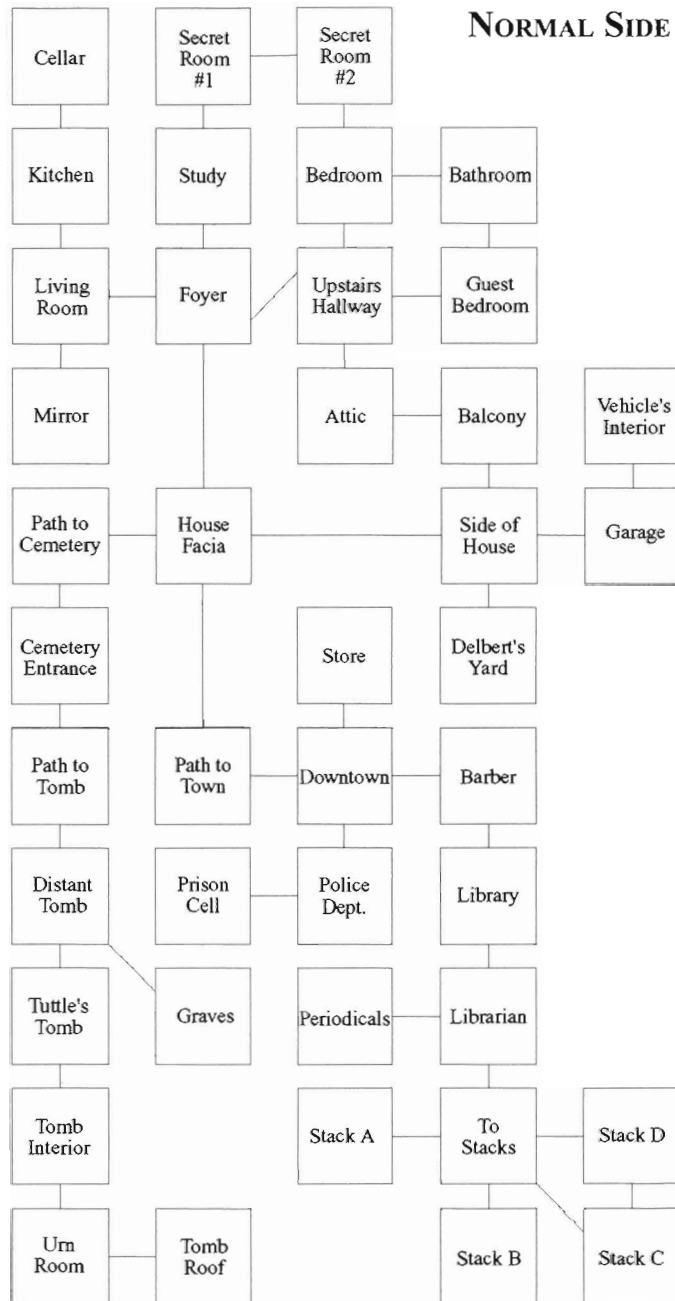 NORMAL SIDE
Cellar
Secret
Room
#1
Secret
Room
#2
Kitchen
Study
Bedroom
Bathroom
Living
Room
Foyer
Upstairs
Hallway
Guest
Bedroom
Mirror
Attic
Balcony
Vehicle's
Interior
Path to
Cemetery
House
Facia
Side of
House
Garage
Cemetery
Entrance
Store
Delbert's
Yard
Path to
Tomb
Path to
Town
Downtown
Barber
Distant
Tomb
Prison
Cell
Police
Dept.
Library
Tuttle's
Tomb
Graves
Periodicals
Librarian
Tomb
Interior
Stack A
To
Stacks
Stack D
Urn
Room
Tomb
Roof
Stack B
Stack C